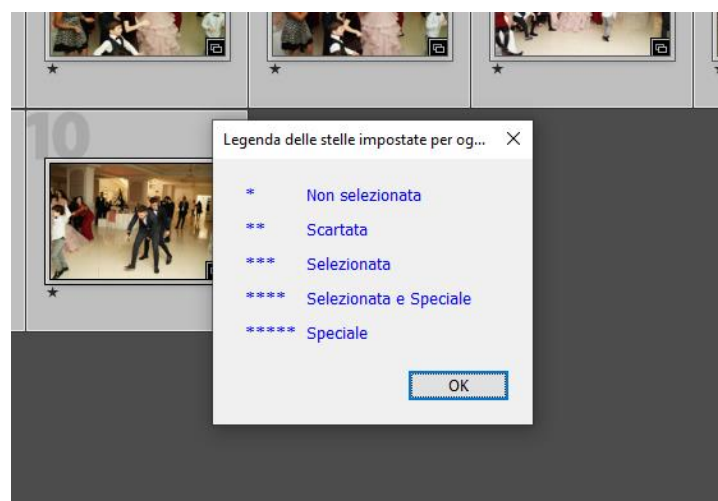 10
Legenda delle stelle impostate per og...
* Non selezionata
** Scartata
*** Selezionata
**** Selezionata e Speciale
***** Speciale
OK